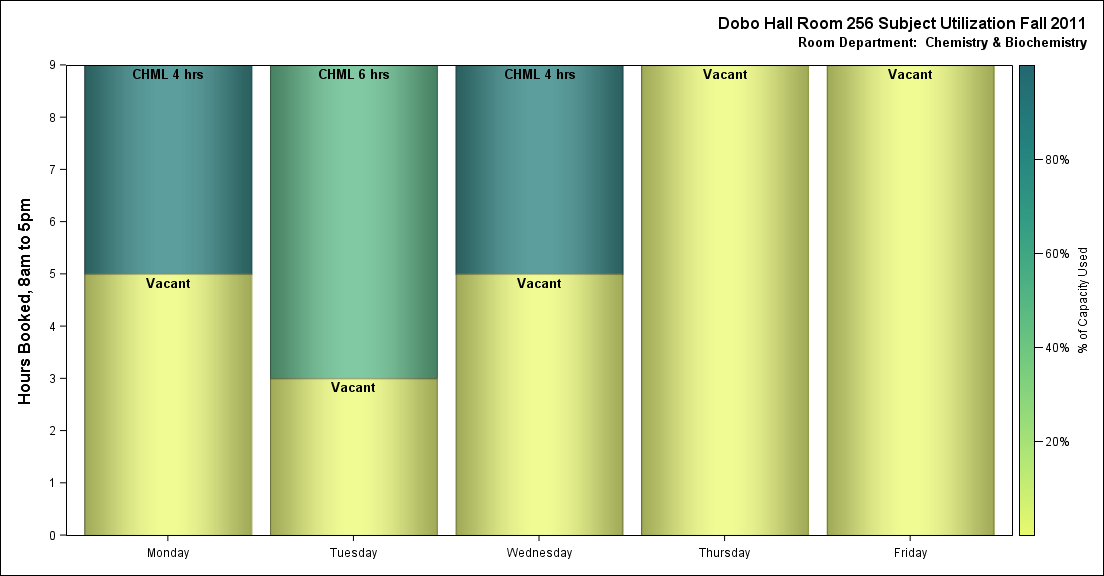 Dobo Hall Room 256 Subject Utilization Fall 2011
Room Department:  Chemistry & Biochemistry
Hours Booked, 8am to 5pm
9
8
7
6
5
4
3
2
1
0
CHML 4 hrs
CHML 6 hrs
CHML 4 hrs
Vacant
Vacant
Vacant
Vacant
Vacant
Monday
Tuesday
Wednesday
Thursday
Friday
80%
60%
40%
20%
% of Capacity Used